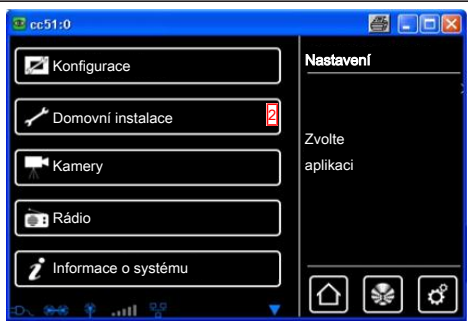 cc51:0
Konfigurace
Domovní instalace
2
Kamery
Rádio
Informace o systému
Nastavení
Zvolte
aplikaci